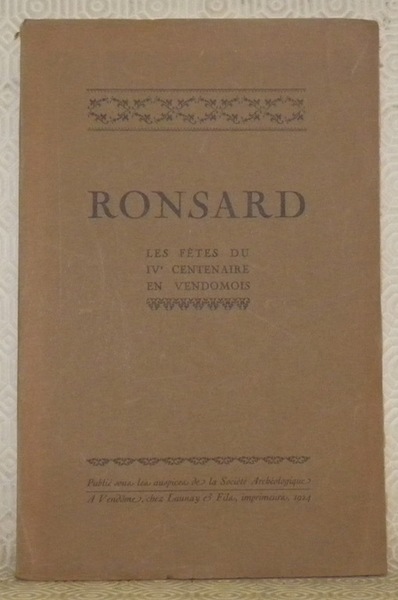 RONSARD
LES FÊTES DU
IVᵉ CENTENAIRE
EN VENDOMOIS
Publié sous les auspices de la Société Archéologique
A Vendôme, chez Launay & Fils, imprimeurs, 1924